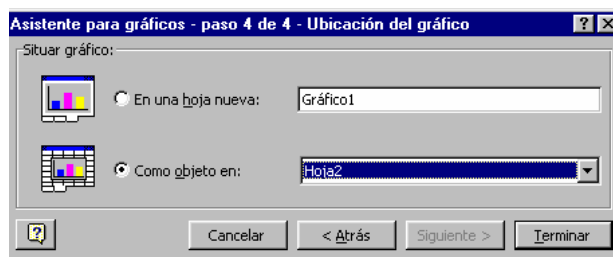 Asistente para gráficos - paso 4 de 4 - Ubicación del gráfico
Situar gráfico:
En una hoja nueva: Gráfico1
Como objeto en: Hoja2
Cancelar < Atrás Siguiente > Terminar